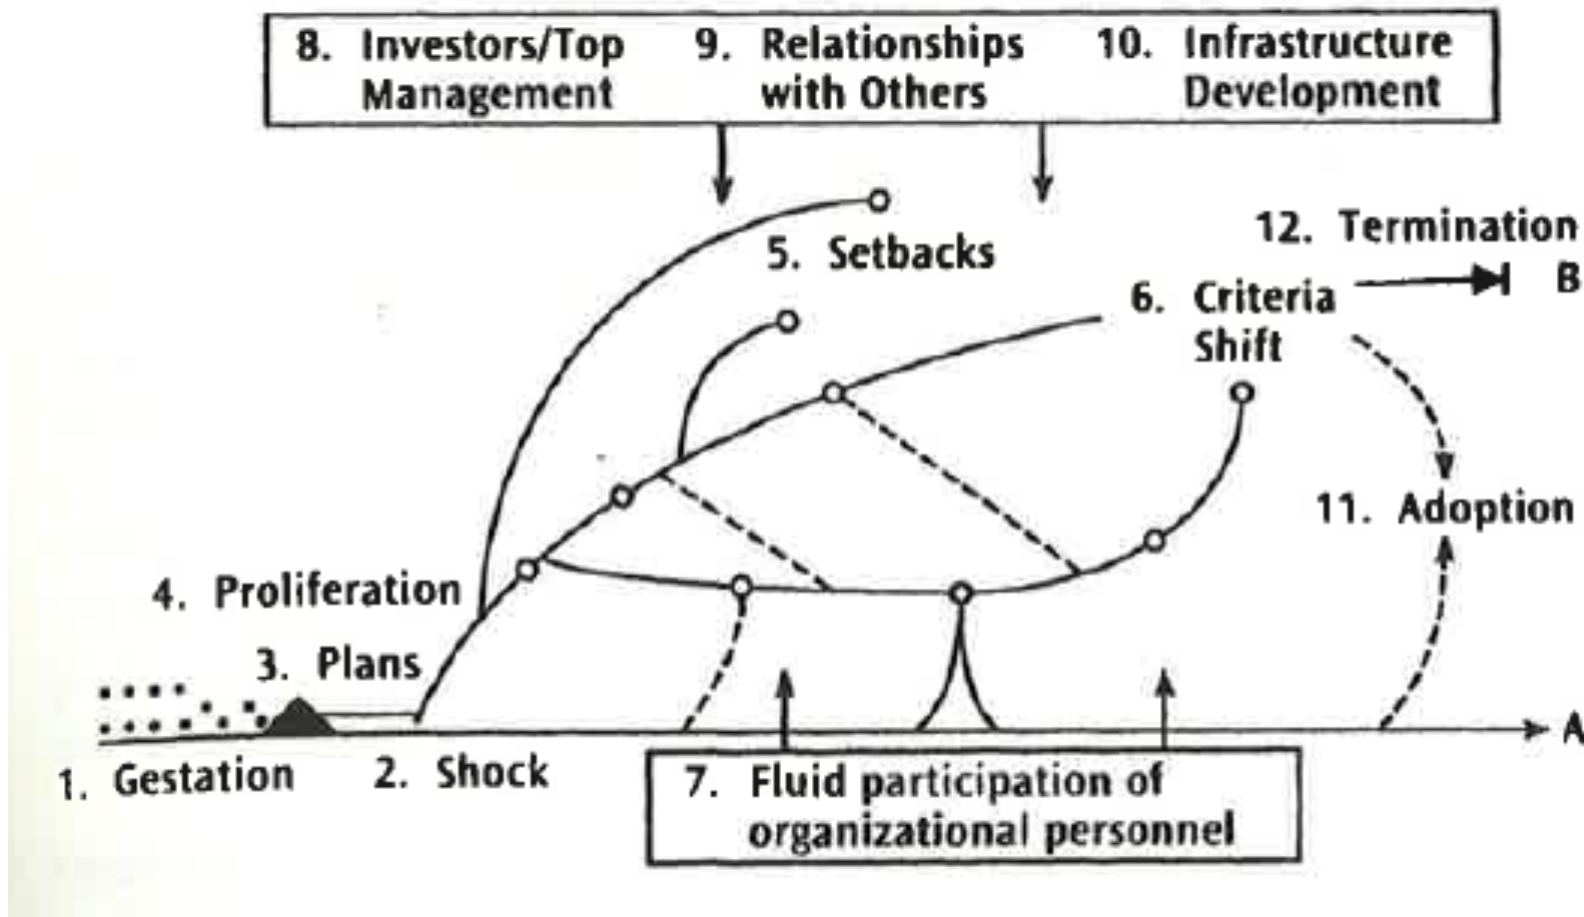 8. Investors/Top
Management
9. Relationships
with Others
10. Infrastructure
Development
12. Termination
B
5. Setbacks
6. Criteria
Shift
11. Adoption
4. Proliferation
3. Plans
A
1. Gestation
2. Shock
7. Fluid participation of
organizational personnel